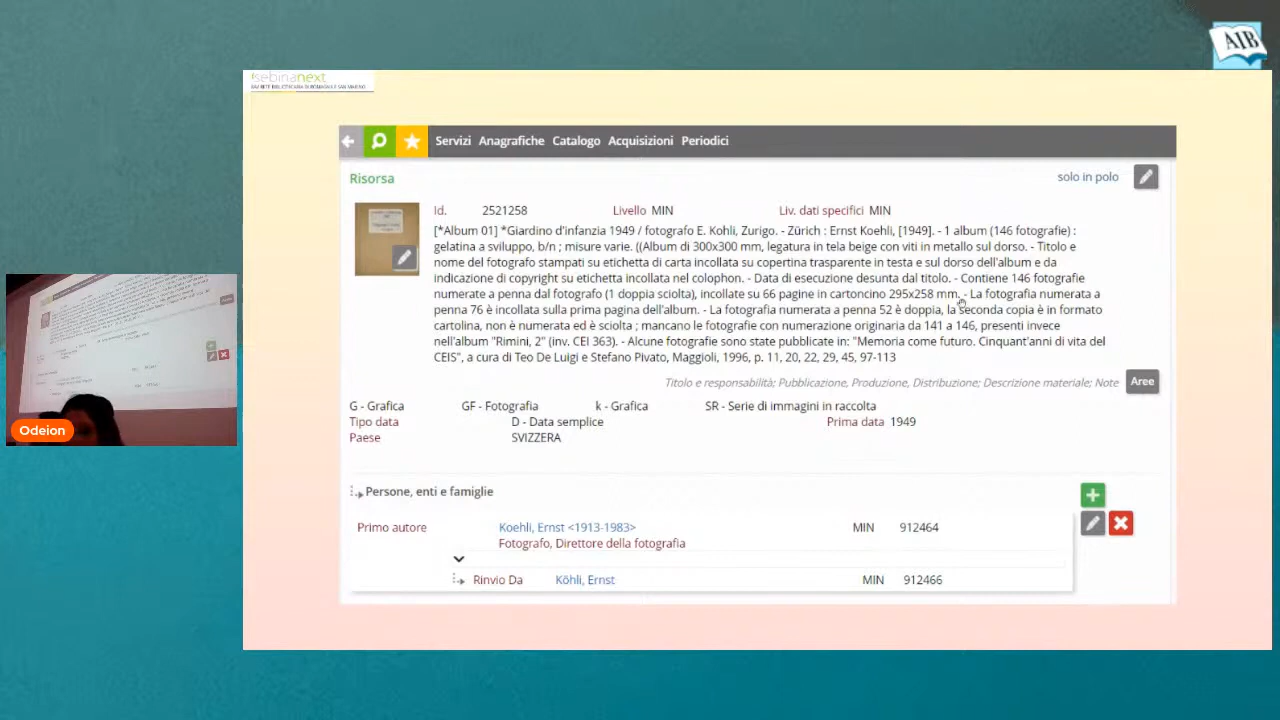 AIB
sebinanext
RAV RETE BIBLIOTECARIA DI ROMAGNA E SAN MARINO
Servizi Anagrafiche Catalogo Acquisizioni Periodici
Risorsa
solo in polo
Id. 2521258 Livello MIN Liv. dati specifici MIN
[*Album 01] *Giardino d'infanzia 1949 / fotografo E. Kohli, Zurigo. - Zürich : Ernst Koehli, [1949]. - 1 album (146 fotografie) :
gelatina a sviluppo, b/n ; misure varie. ((Album di 300x300 mm, legatura in tela beige con viti in metallo sul dorso. - Titolo e
nome del fotografo stampati su etichetta di carta incollata su copertina trasparente in testa e sul dorso dell'album e da
indicazione di copyright su etichetta incollata nel colophon. - Data di esecuzione desunta dal titolo. - Contiene 146 fotografie
numerate a penna dal fotografo (1 doppia sciolta), incollate su 66 pagine in cartoncino 295x258 mm. - La fotografia numerata a
penna 76 è incollata sulla prima pagina dell'album. - La fotografia numerata a penna 52 è doppia, la seconda copia è in formato
cartolina, non è numerata ed è sciolta ; mancano le fotografie con numerazione originaria da 141 a 146, presenti invece
nell'album "Rimini, 2" (inv. CEI 363). - Alcune fotografie sono state pubblicate in: "Memoria come futuro. Cinquant'anni di vita del
CEIS", a cura di Teo De Luigi e Stefano Pivato, Maggioli, 1996, p. 11, 20, 22, 29, 45, 97-113
Titolo e responsabilità; Pubblicazione, Produzione, Distribuzione; Descrizione materiale; Note Aree
G - Grafica GF - Fotografia k - Grafica SR - Serie di immagini in raccolta
Tipo data D - Data semplice Prima data 1949
Paese SVIZZERA
Persone, enti e famiglie
Primo autore Koehli, Ernst <1913-1983> MIN 912464
Fotografo, Direttore della fotografia
Rinvio Da Köhli, Ernst MIN 912466
Odeion